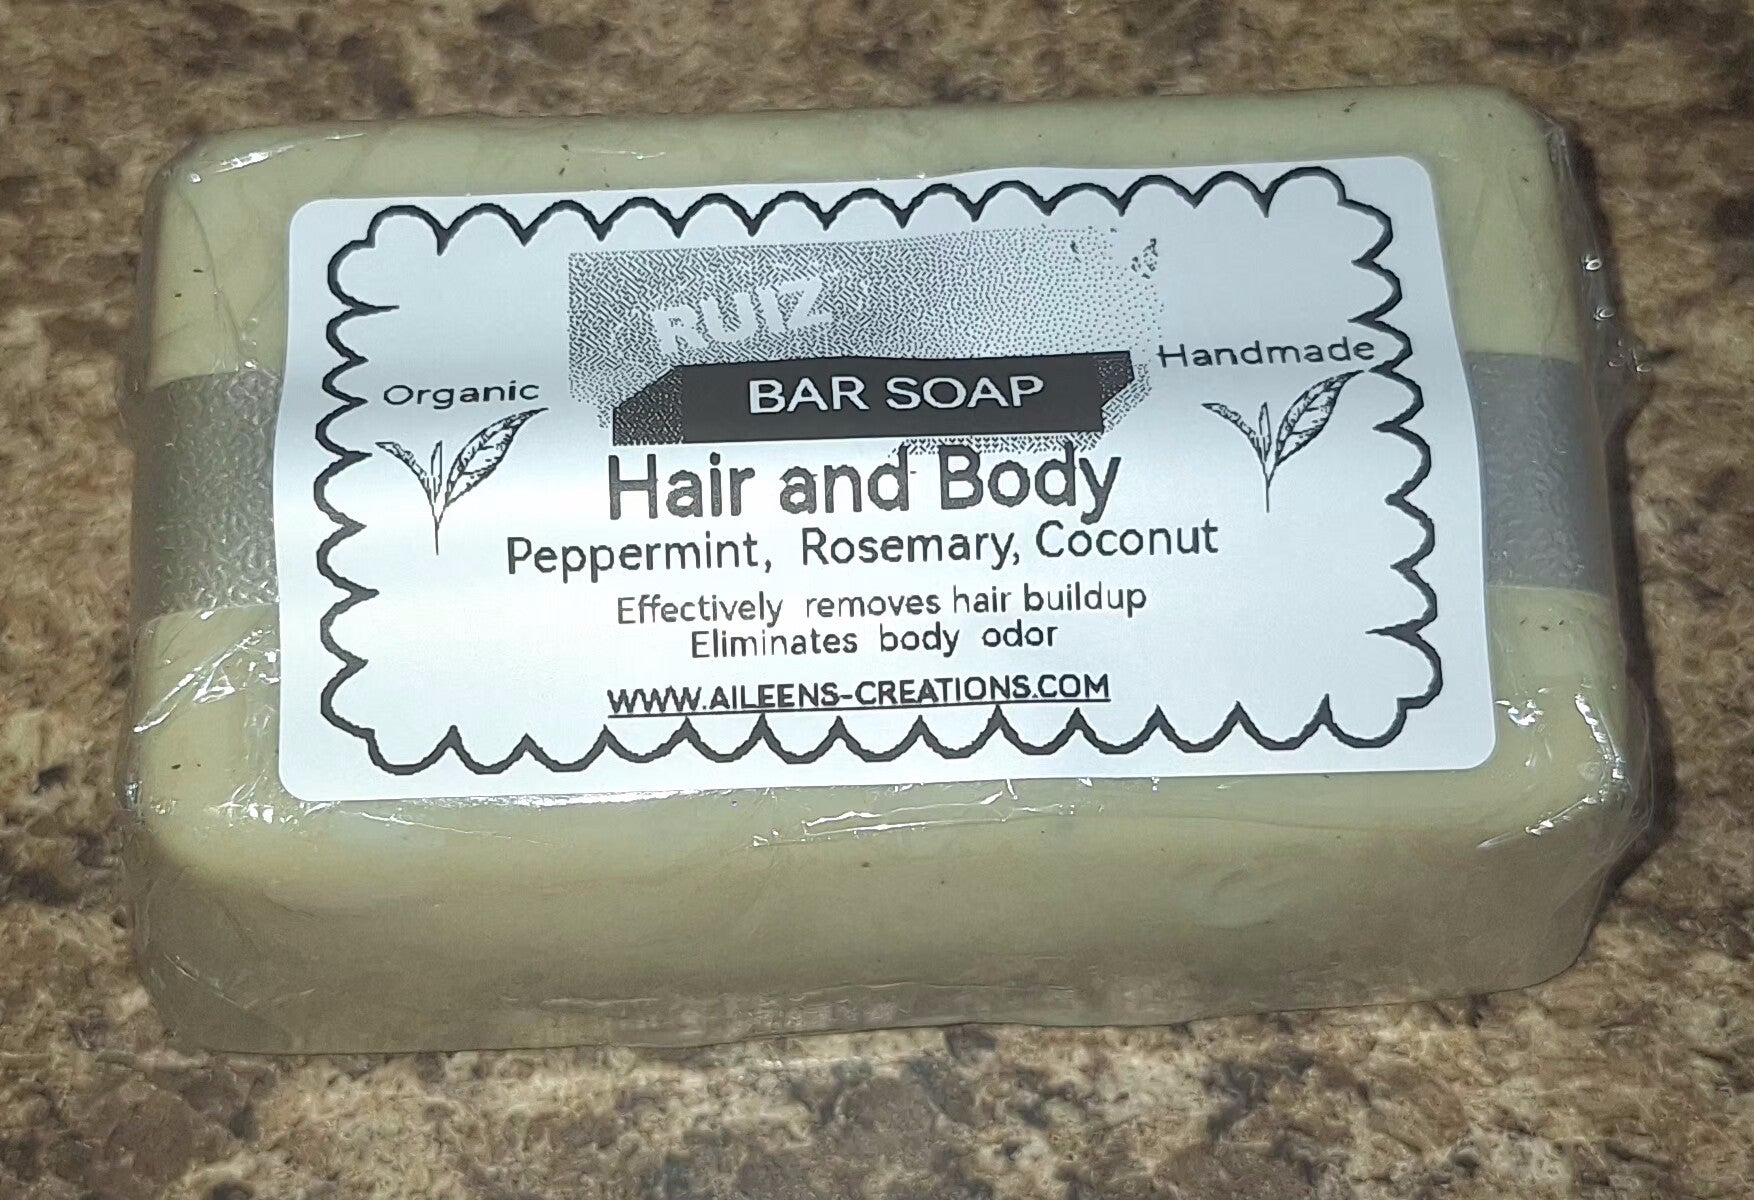 RUIZ
BAR SOAP
Organic
Handmade
Hair and Body
Peppermint, Rosemary, Coconut
Effectively removes hair buildup
Eliminates body odor
WWW.AILEENS-CREATIONS.COM